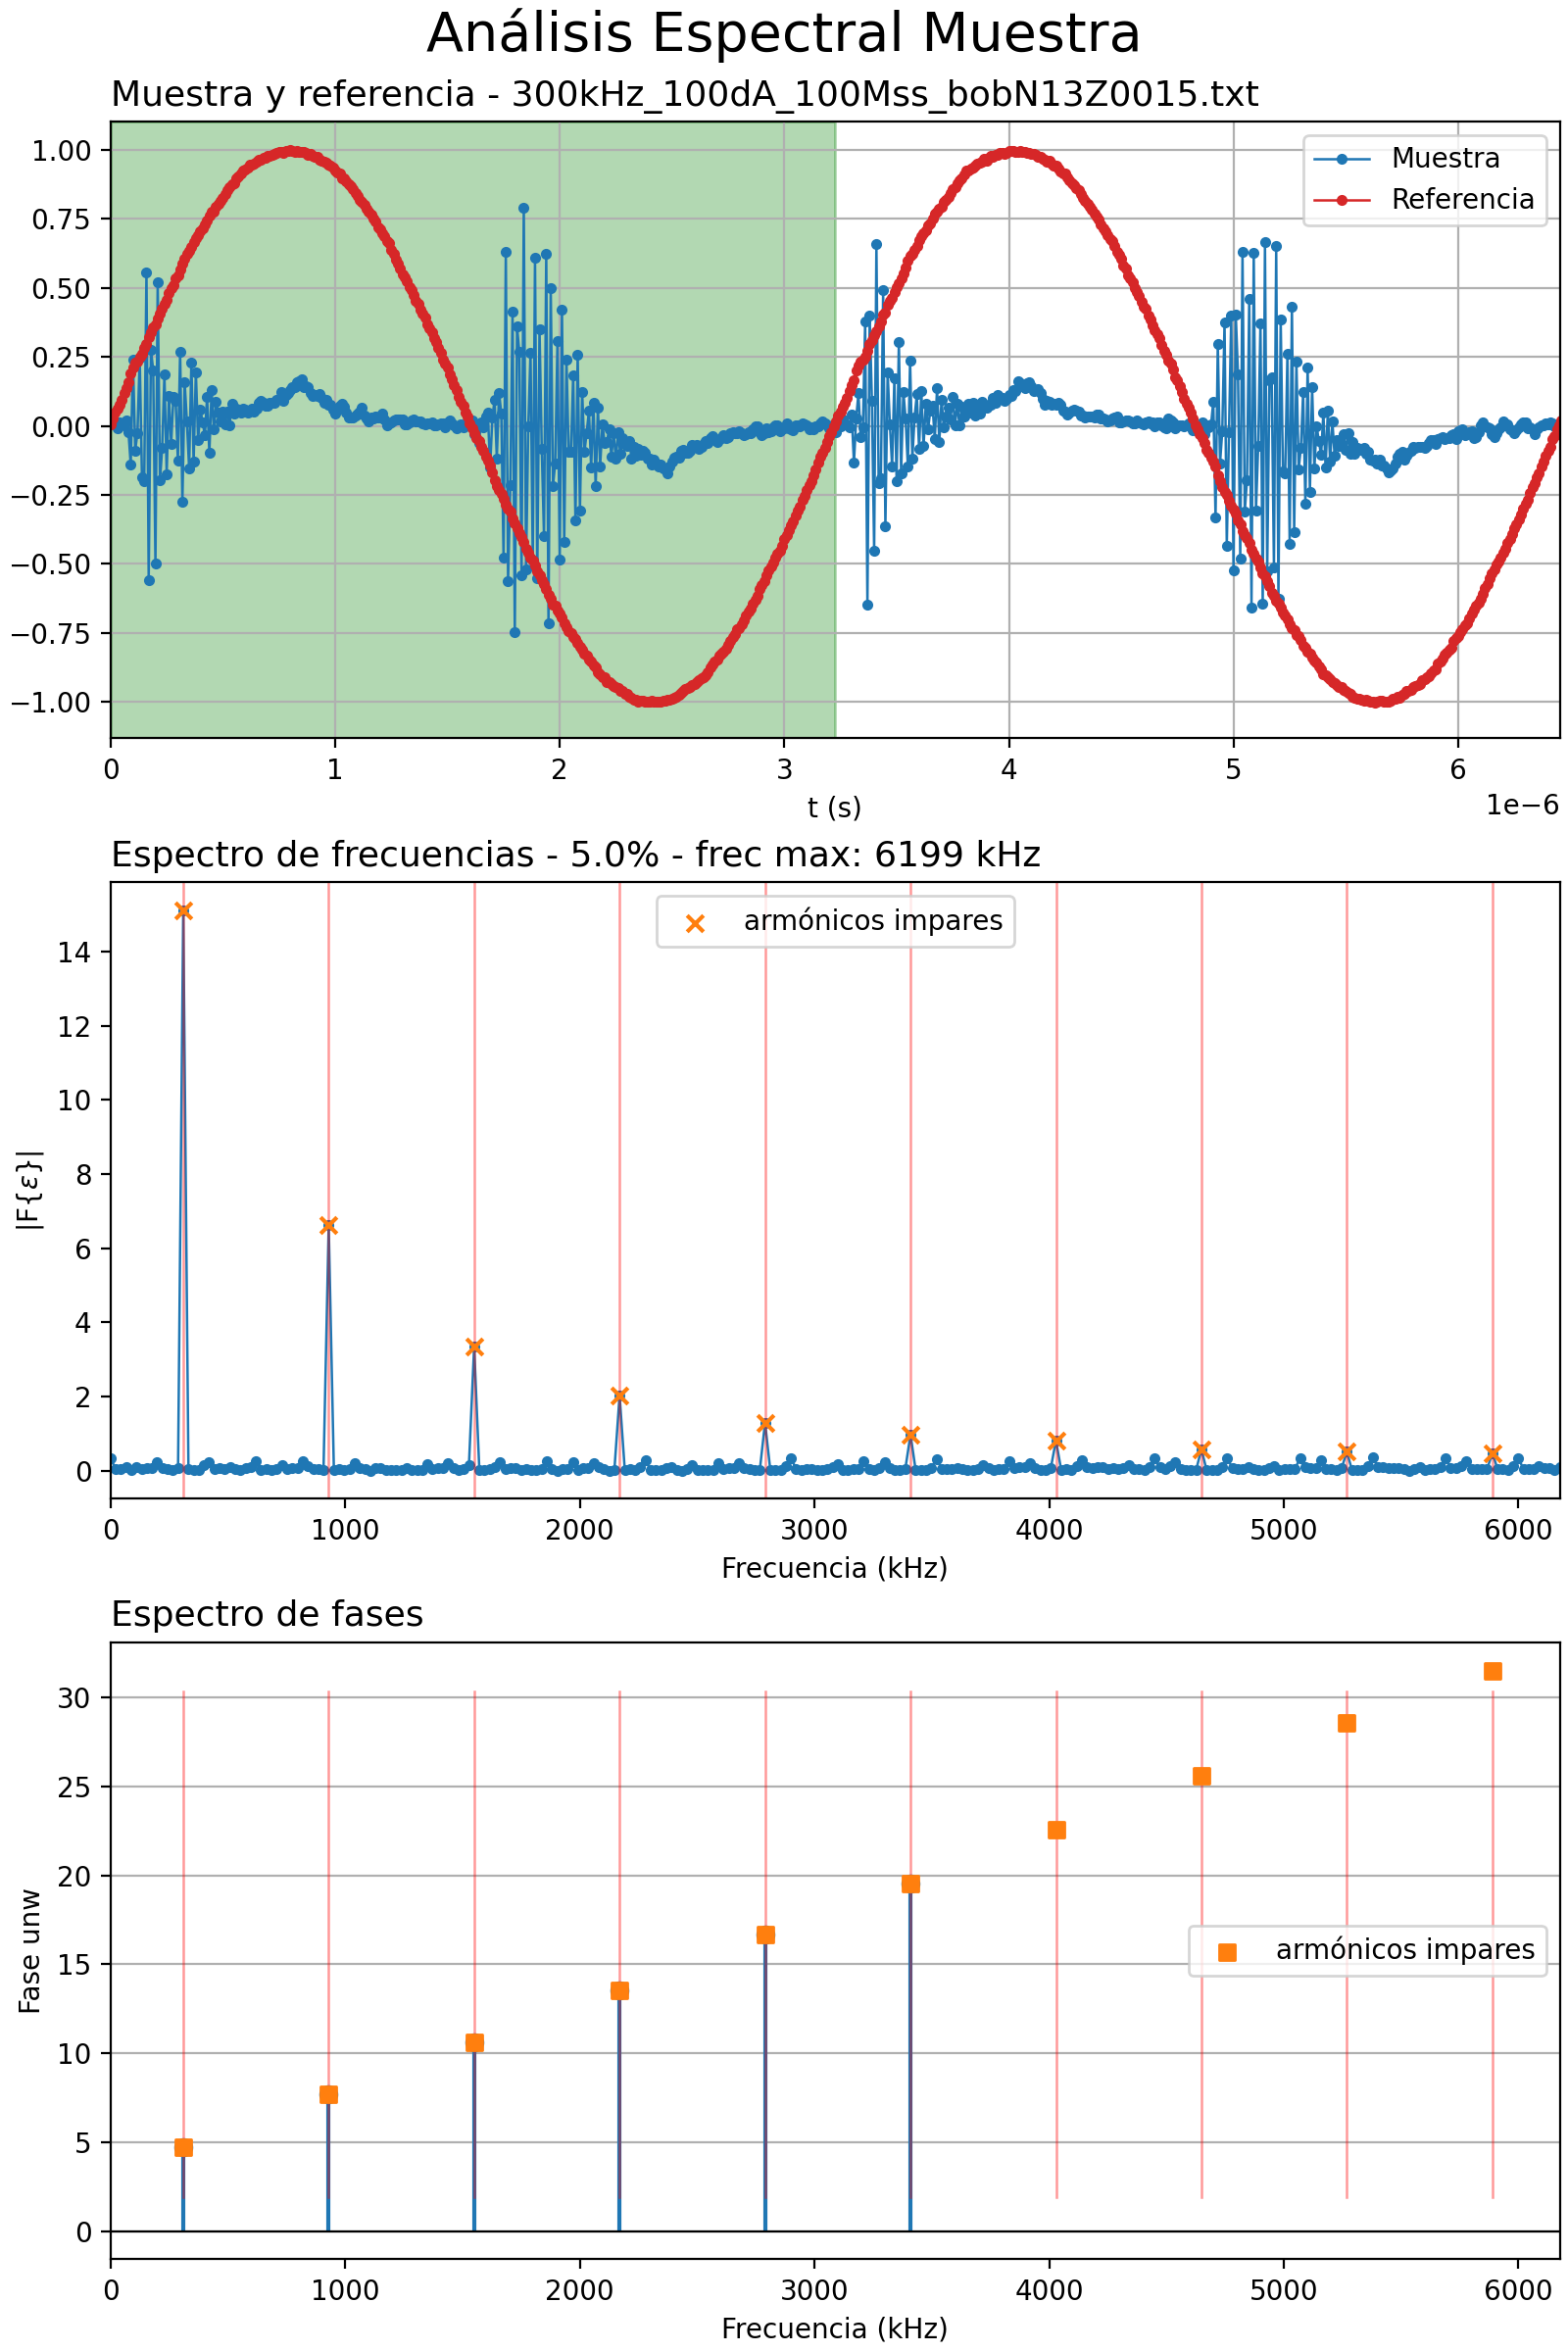 Análisis Espectral Muestra
Muestra y referencia - 300kHz_100dA_100Mss_bobN13Z0015.txt
1.00
0.75
0.50
0.25
0.00
−0.25
−0.50
−0.75
−1.00
Muestra
Referencia
0 1 2 3 4 5 6
1e−6
t (s)
Espectro de frecuencias - 5.0% - frec max: 6199 kHz
armónicos impares
14
12
10
8
6
4
2
0
|F{ε}|
0 1000 2000 3000 4000 5000 6000
Frecuencia (kHz)
Espectro de fases
30
25
20
15
10
5
0
Fase unw
armónicos impares
0 1000 2000 3000 4000 5000 6000
Frecuencia (kHz)